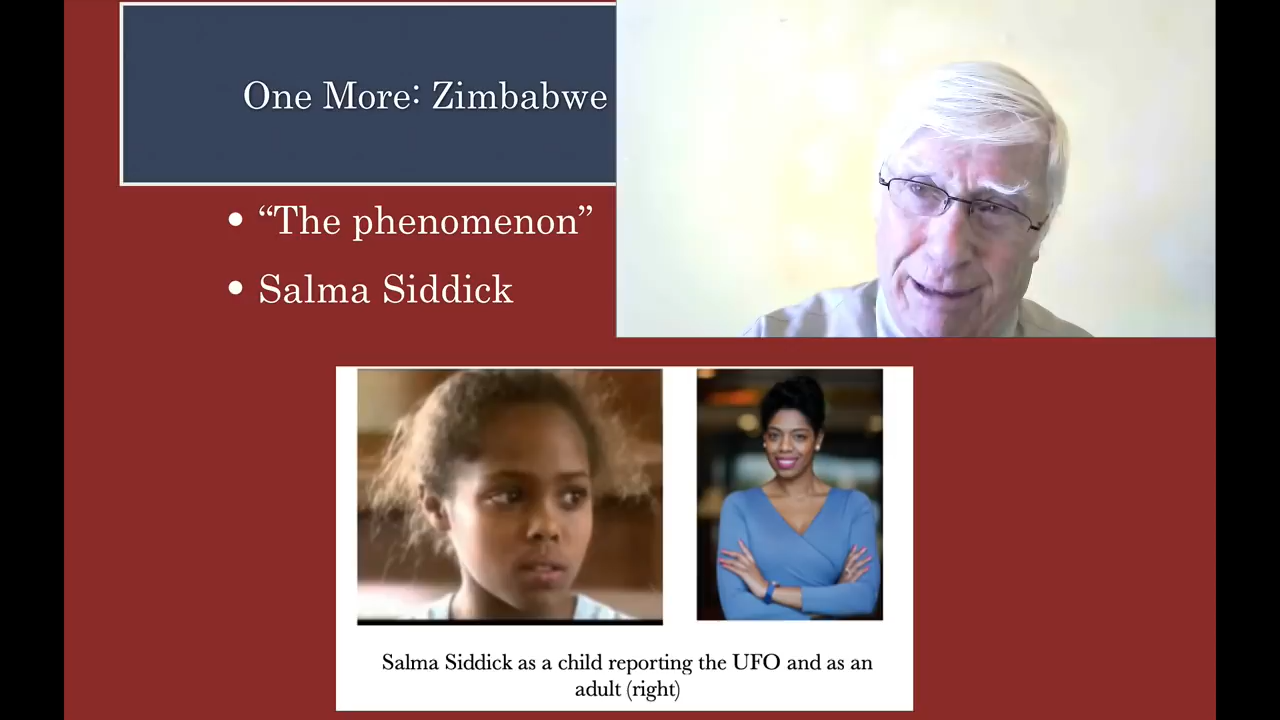 One More: Zimbabwe
• “The phenomenon”
• Salma Siddick
Salma Siddick as a child reporting the UFO and as an
adult (right)